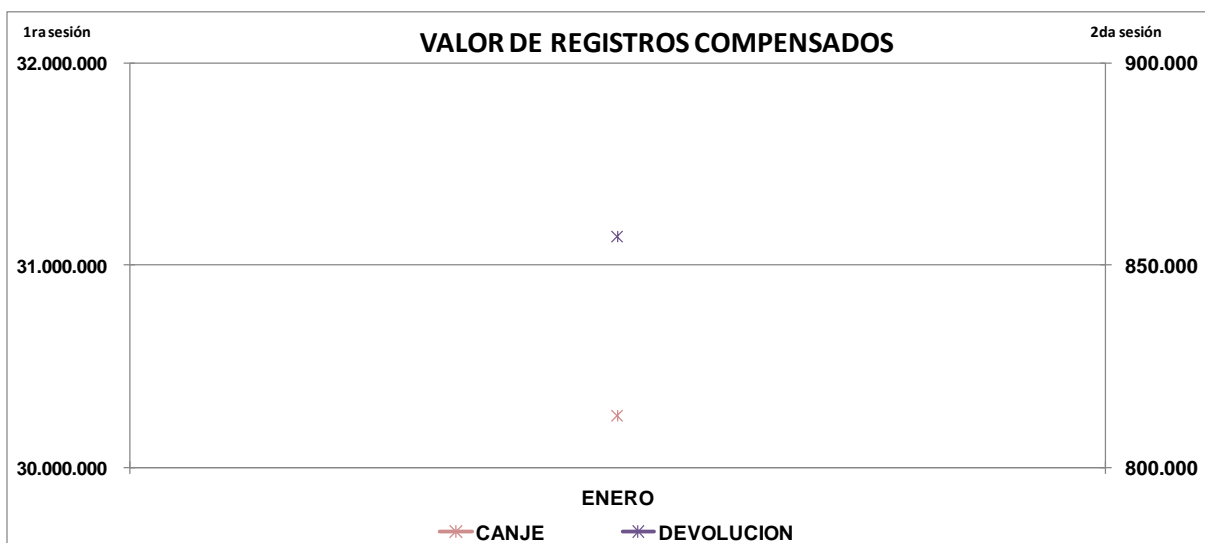 1ra sesión
VALOR DE REGISTROS COMPENSADOS
2da sesión
32.000.000
900.000
31.000.000
850.000
30.000.000
800.000
ENERO
CANJE
DEVOLUCION